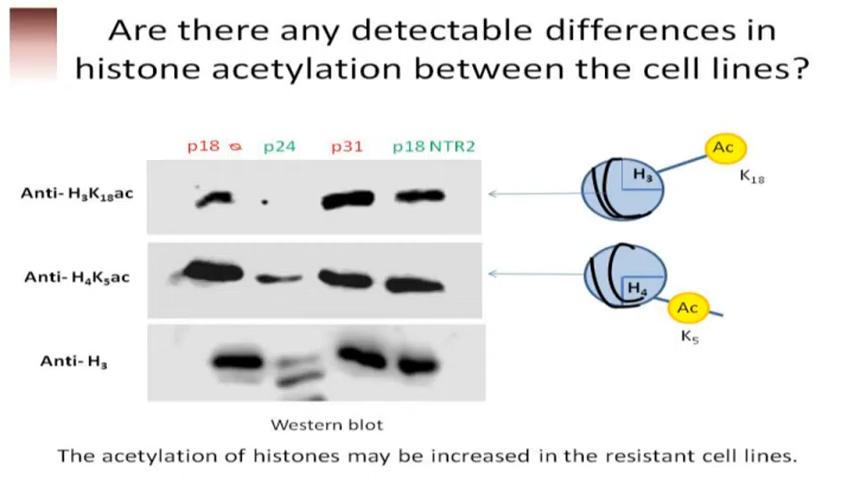 Are there any detectable differences in
histone acetylation between the cell lines?
p18 p24 p31 p18 NTR2
Anti- H₃K₁₈ac
Anti- H₄K₅ac
Anti- H₃
H₃
Ac
K₁₈
H₄
Ac
K₅
Western blot
The acetylation of histones may be increased in the resistant cell lines.